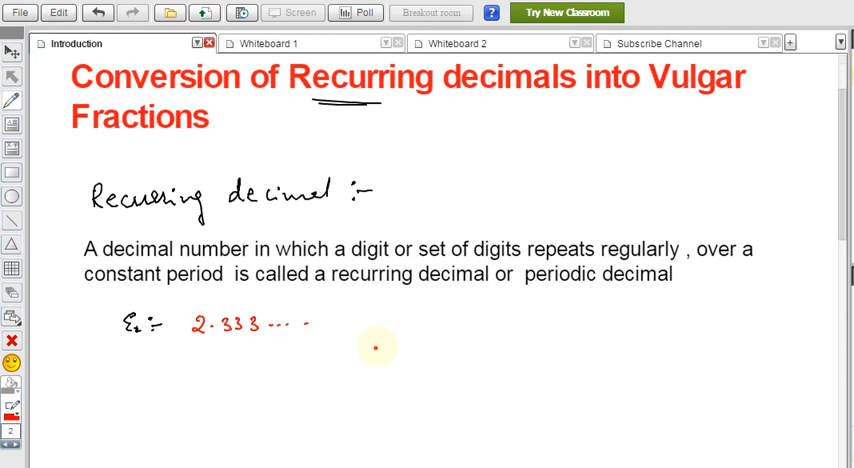 File Edit Screen Poll Breakout room ? Try New Classroom
Introduction Whiteboard 1 Whiteboard 2 Subscribe Channel
Conversion of Recurring decimals into Vulgar
Fractions
Recurring decimal :-
A decimal number in which a digit or set of digits repeats regularly , over a
constant period is called a recurring decimal or periodic decimal
Ex :- 2.333.....
2